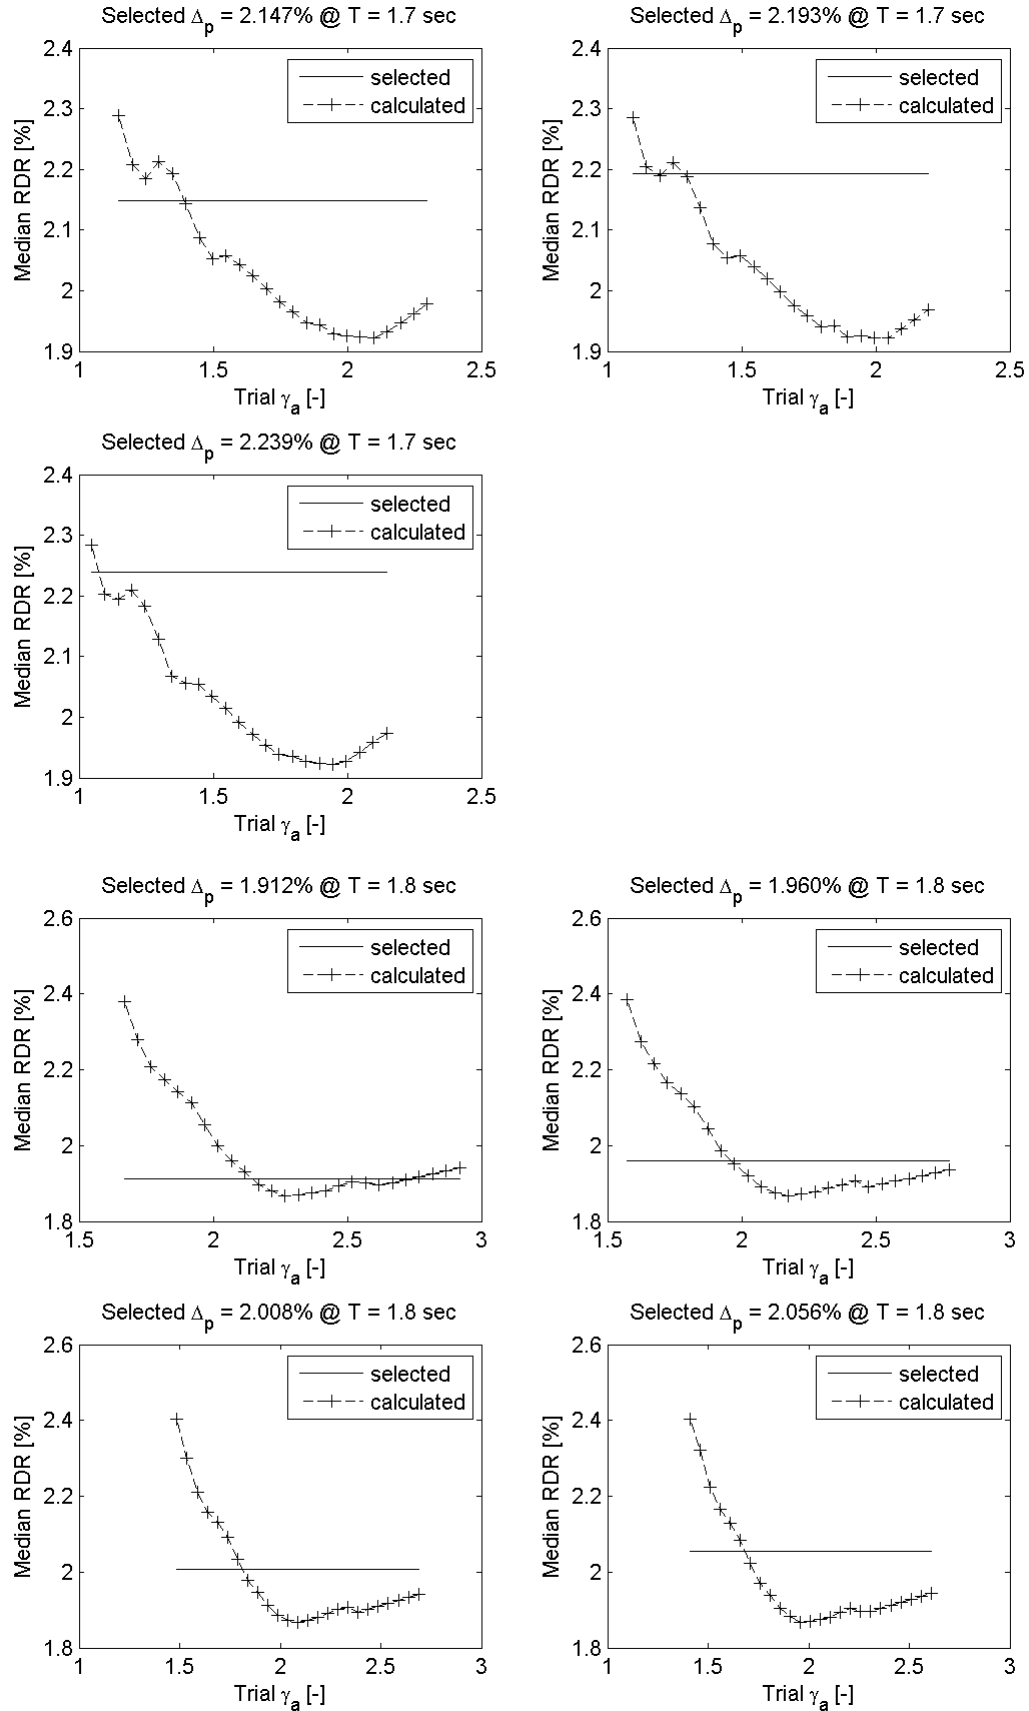 Selected Δp = 2.147% @ T = 1.7 sec
2.4
2.3
2.2
2.1
2
1.9
Median RDR [%]
selected
calculated
1
1.5
2
2.5
Trial γa [-]
Selected Δp = 2.193% @ T = 1.7 sec
2.4
2.3
2.2
2.1
2
1.9
Median RDR [%]
selected
calculated
1
1.5
2
2.5
Trial γa [-]
Selected Δp = 2.239% @ T = 1.7 sec
2.4
2.3
2.2
2.1
2
1.9
Median RDR [%]
selected
calculated
1
1.5
2
2.5
Trial γa [-]
Selected Δp = 1.912% @ T = 1.8 sec
2.6
2.4
2.2
2
1.8
Median RDR [%]
selected
calculated
1.5
2
2.5
3
Trial γa [-]
Selected Δp = 1.960% @ T = 1.8 sec
2.6
2.4
2.2
2
1.8
Median RDR [%]
selected
calculated
1.5
2
2.5
3
Trial γa [-]
Selected Δp = 2.008% @ T = 1.8 sec
2.6
2.4
2.2
2
1.8
Median RDR [%]
selected
calculated
1
1.5
2
2.5
3
Trial γa [-]
Selected Δp = 2.056% @ T = 1.8 sec
2.6
2.4
2.2
2
1.8
Median RDR [%]
selected
calculated
1
1.5
2
2.5
3
Trial γa [-]